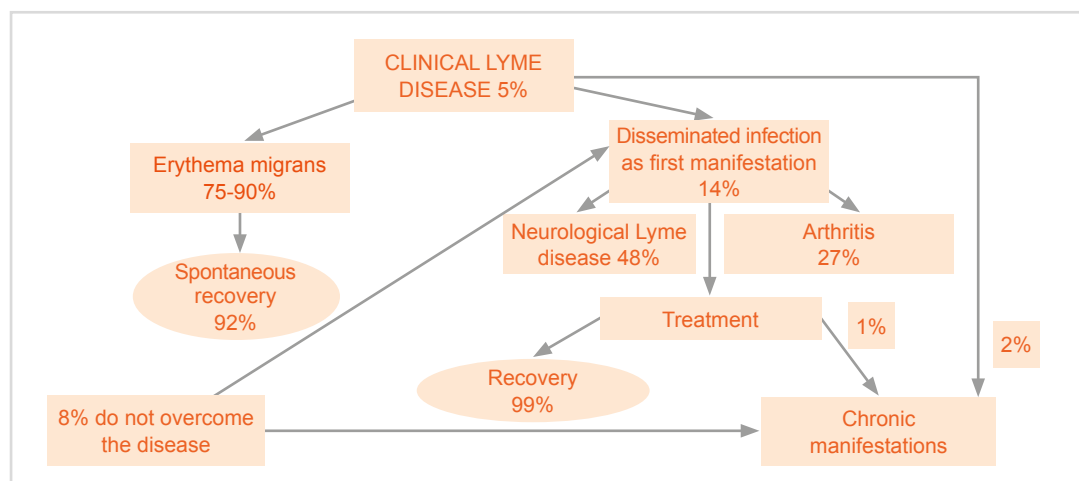 CLINICAL LYME
DISEASE 5%
Erythema migrans
75-90%
Disseminated infection
as first manifestation
14%
Neurological Lyme
disease 48%
Arthritis
27%
Spontaneous
recovery
92%
Treatment
1%
2%
Recovery
99%
8% do not overcome
the disease
Chronic
manifestations